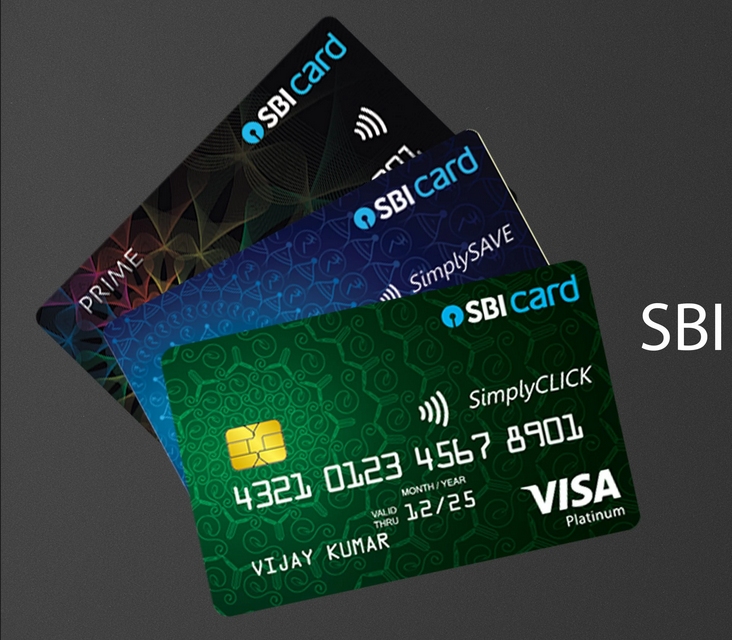 SBI card
PRIME
SBI card
SimplySAVE
SBI card
SimplyCLICK
4321 0123 4567 8901
MONTH / YEAR
VALID
THRU
12/25
VIJAY KUMAR
VISA
Platinum
SBI